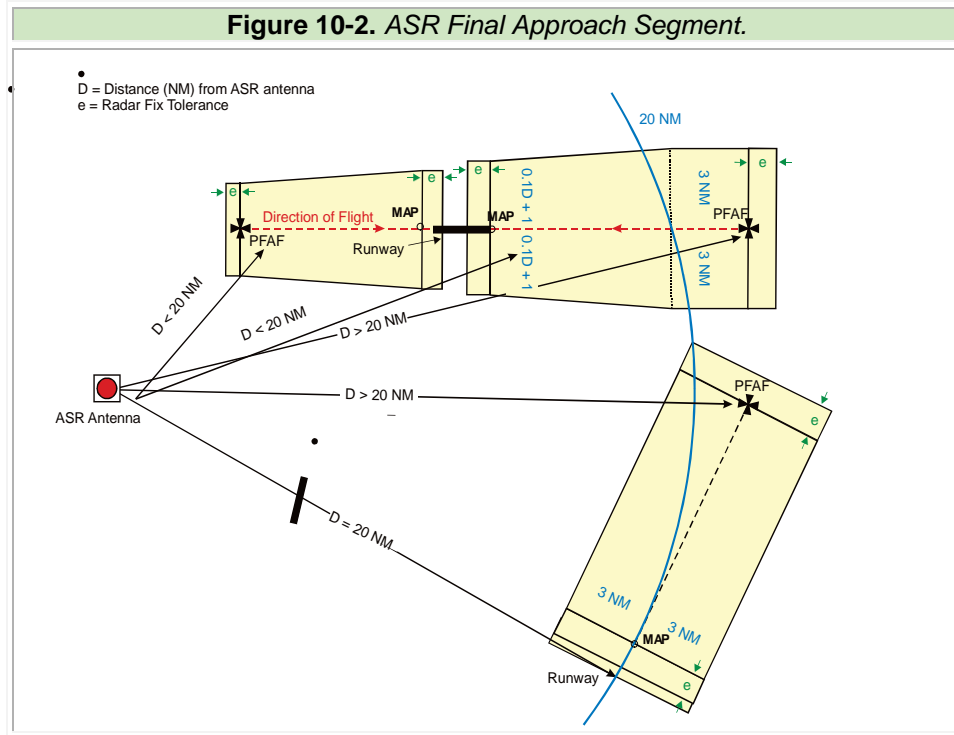 Figure 10-2. ASR Final Approach Segment.
D = Distance (NM) from ASR antenna
e = Radar Fix Tolerance
20 NM
e
e
e
e
0.1D + 1
3 NM
MAP
MAP
PFAF
Direction of Flight
PFAF
Runway
0.1D + 1
3 NM
D < 20 NM
D < 20 NM
D > 20 NM
ASR Antenna
D > 20 NM
PFAF
e
D = 20 NM
3 NM
3 NM
MAP
Runway
e